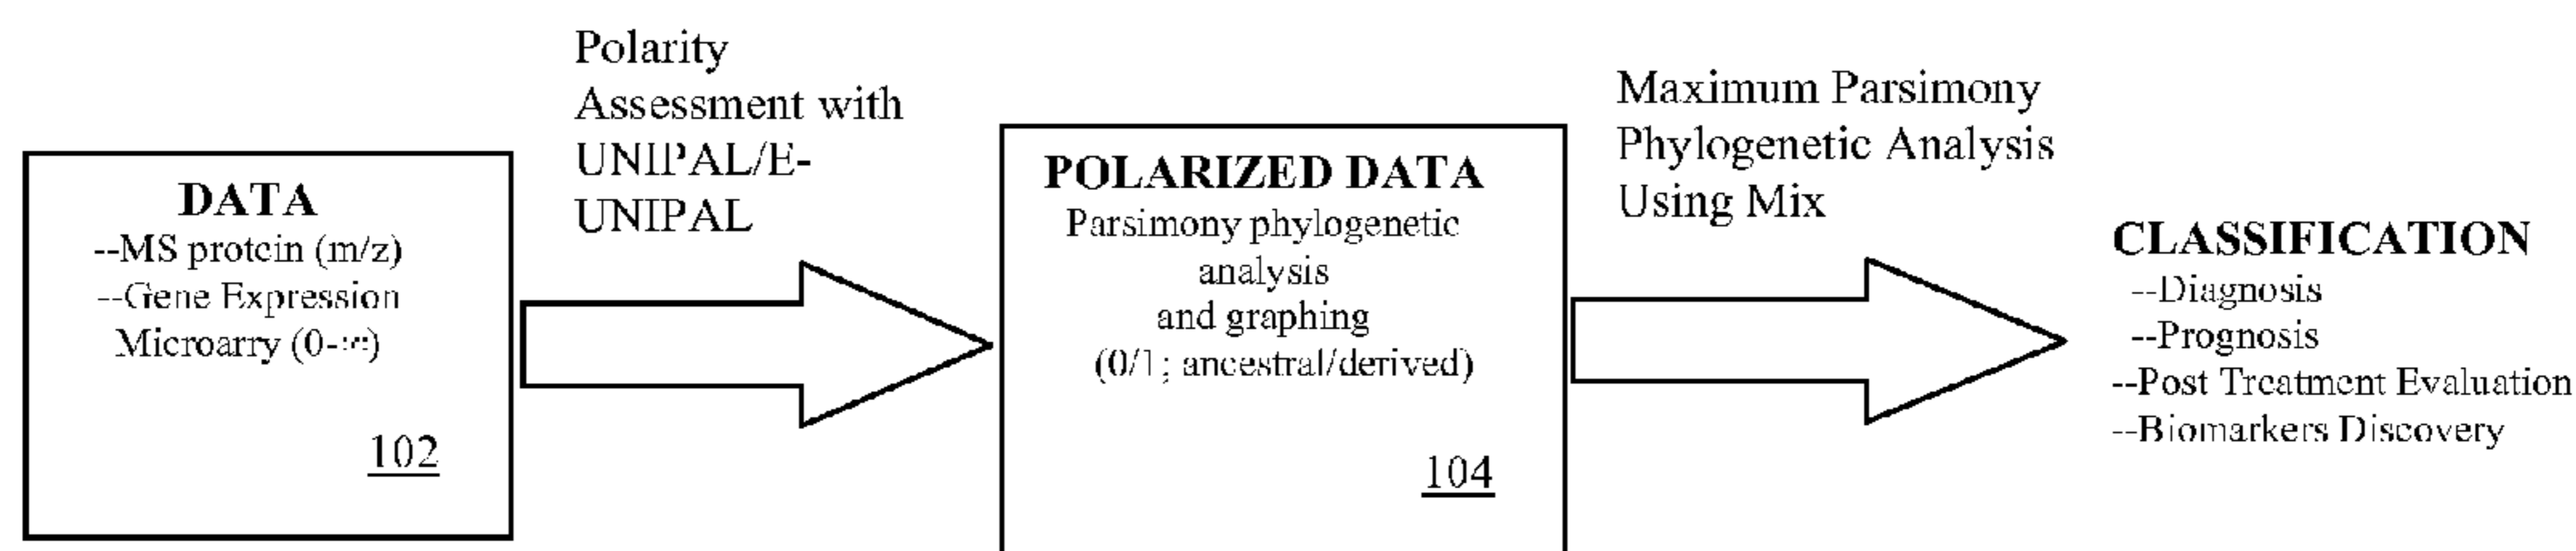 DATA
--MS protein (m/z)
--Gene Expression
Microarry (0-∞)
102
Polarity
Assessment with
UNIPAL/E-
UNIPAL
POLARIZED DATA
Parsimony phylogenetic
analysis
and graphing
(0/1; ancestral/derived)
104
Maximum Parsimony
Phylogenetic Analysis
Using Mix
CLASSIFICATION
--Diagnosis
--Prognosis
--Post Treatment Evaluation
--Biomarkers Discovery